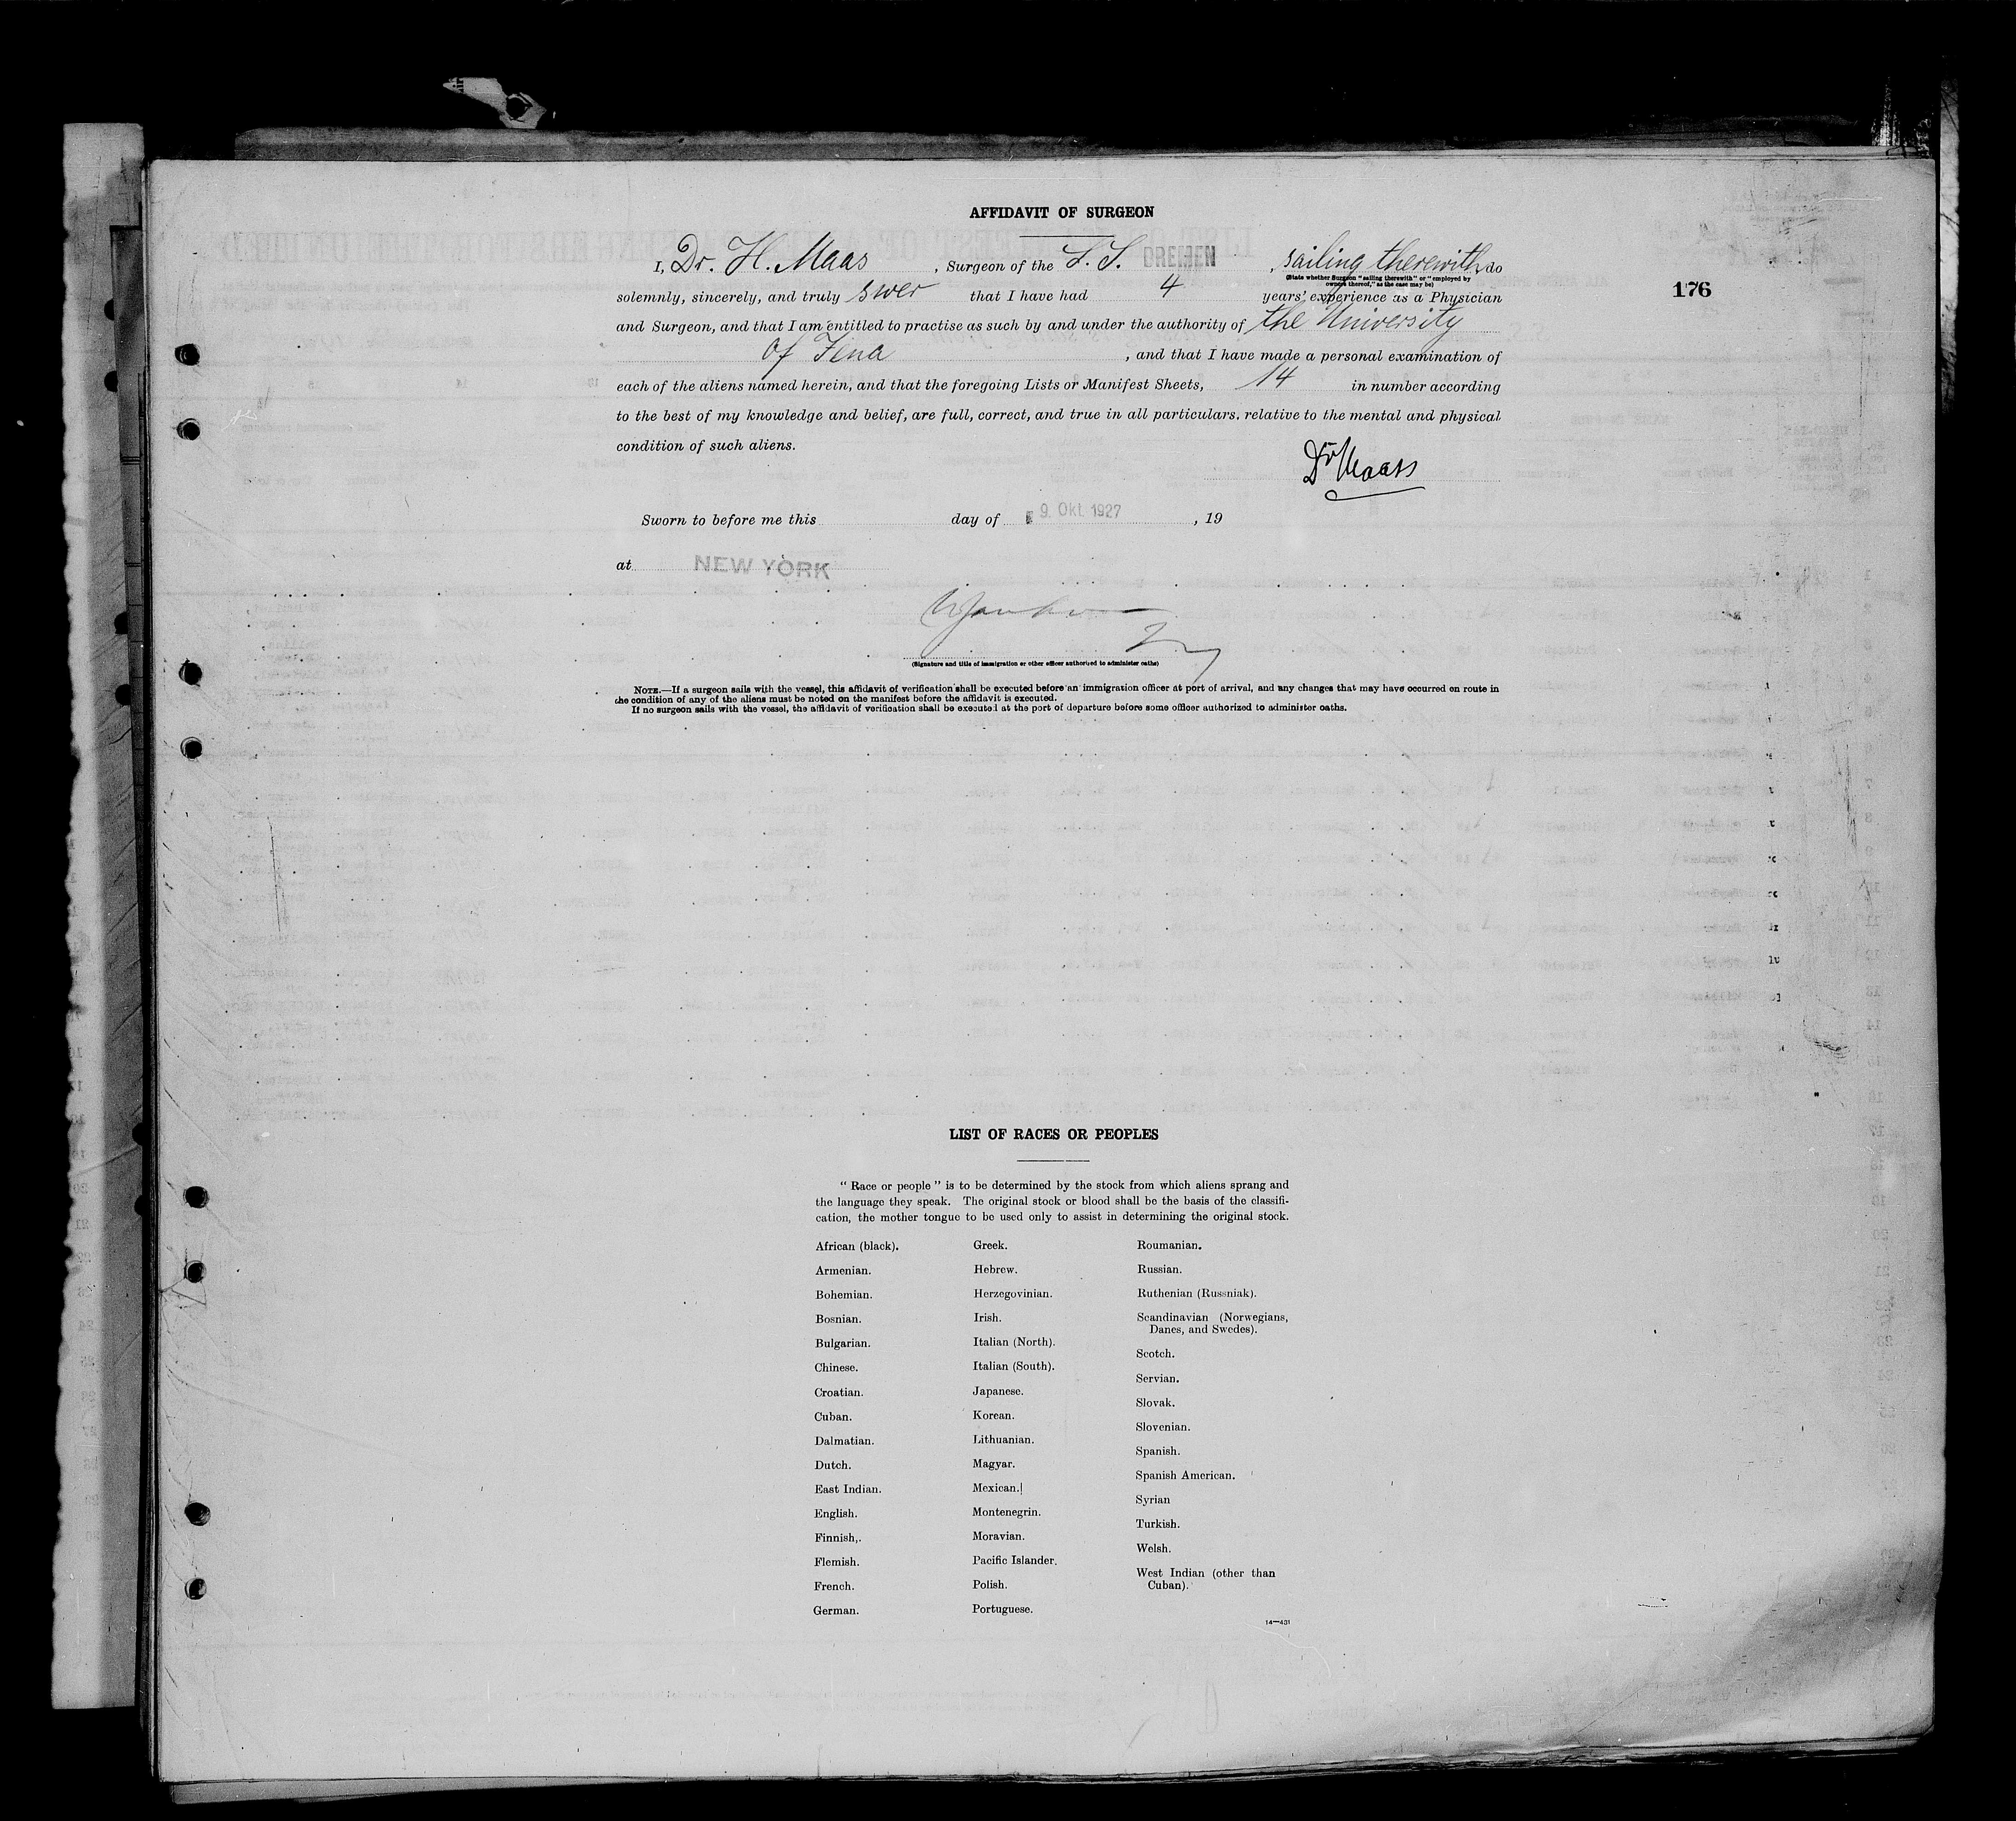 AFFIDAVIT OF SURGEON
I, Dr. H. Maas, Surgeon of the S.S. BREMEN, sailing therewith, do
(State whether Surgeon "sailing therewith" or "employed by
owners thereof," as the case may be)
176
solemnly, sincerely, and truly swer that I have had 4 years' experience as a Physician
and Surgeon, and that I am entitled to practise as such by and under the authority of the University
of Jena, and that I have made a personal examination of
each of the aliens named herein, and that the foregoing Lists or Manifest Sheets, 14 in number according
to the best of my knowledge and belief, are full, correct, and true in all particulars. relative to the mental and physical
condition of such aliens.
Dr Maass
Sworn to before me this day of 9. Okt. 1927, 19
at NEW YORK
(Signature and title of immigration or other officer authorized to administer oaths)
NOTE.—If a surgeon sails with the vessel, this affidavit of verification shall be executed before an immigration officer at port of arrival, and any changes that may have occurred on route in
the condition of any of the aliens must be noted on the manifest before the affidavit is executed.
If no surgeon sails with the vessel, the affidavit of verification shall be executed at the port of departure before some officer authorized to administer oaths.
LIST OF RACES OR PEOPLES
" Race or people " is to be determined by the stock from which aliens sprang and
the language they speak. The original stock or blood shall be the basis of the classifi-
cation, the mother tongue to be used only to assist in determining the original stock.
African (black).
Armenian.
Bohemian.
Bosnian.
Bulgarian.
Chinese.
Croatian.
Cuban.
Dalmatian.
Dutch.
East Indian.
English.
Finnish,.
Flemish.
French.
German.
Greek.
Hebrew.
Herzegovinian.
Irish.
Italian (North).
Italian (South).
Japanese.
Korean.
Lithuanian.
Magyar.
Mexican.
Montenegrin.
Moravian.
Pacific Islander.
Polish.
Portuguese.
Roumanian.
Russian.
Ruthenian (Russniak).
Scandinavian (Norwegians,
Danes, and Swedes).
Scotch.
Servian.
Slovak.
Slovenian.
Spanish.
Spanish American.
Syrian
Turkish.
Welsh.
West Indian (other than
Cuban).
14—431